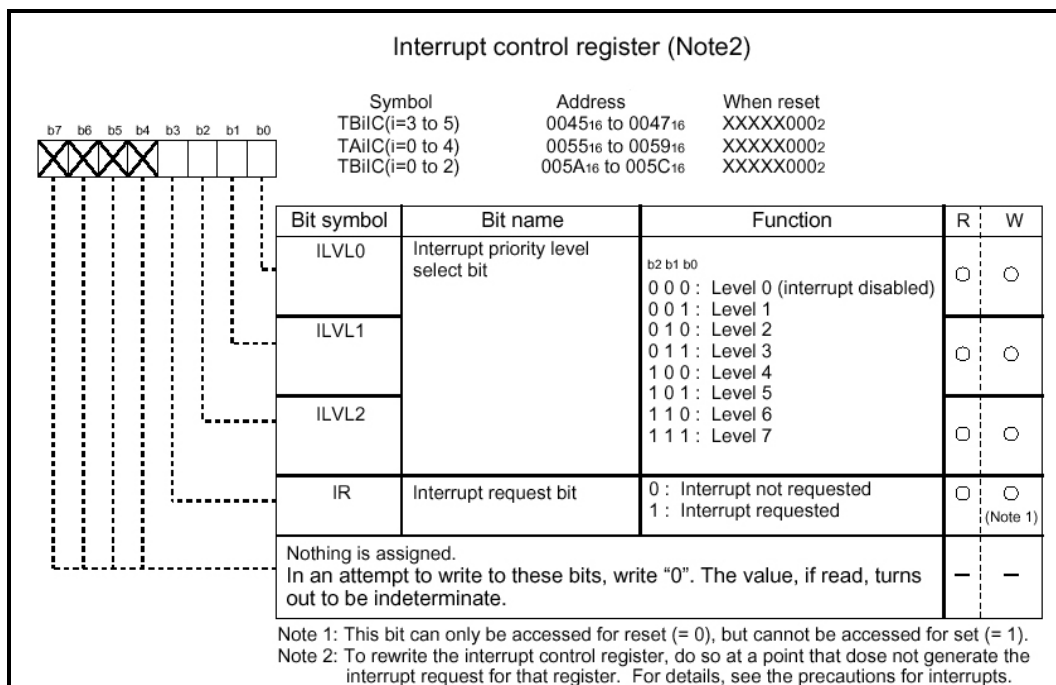 Interrupt control register (Note2)
Symbol Address When reset
TBiIC(i=3 to 5) 004516 to 004716 XXXXX0002
TAiIC(i=0 to 4) 005516 to 005916 XXXXX0002
TBiIC(i=0 to 2) 005A16 to 005C16 XXXXX0002
b7 b6 b5 b4 b3 b2 b1 b0
Bit symbol Bit name Function R W
ILVL0 Interrupt priority level
select bit
b2 b1 b0
0 0 0 : Level 0 (interrupt disabled)
0 0 1 : Level 1
ILVL1 0 1 0 : Level 2
0 1 1 : Level 3
1 0 0 : Level 4
1 0 1 : Level 5
ILVL2 1 1 0 : Level 6
1 1 1 : Level 7
IR Interrupt request bit 0 : Interrupt not requested
1 : Interrupt requested
(Note 1)
Nothing is assigned.
In an attempt to write to these bits, write “0”. The value, if read, turns
out to be indeterminate.
Note 1: This bit can only be accessed for reset (= 0), but cannot be accessed for set (= 1).
Note 2: To rewrite the interrupt control register, do so at a point that dose not generate the
interrupt request for that register. For details, see the precautions for interrupts.